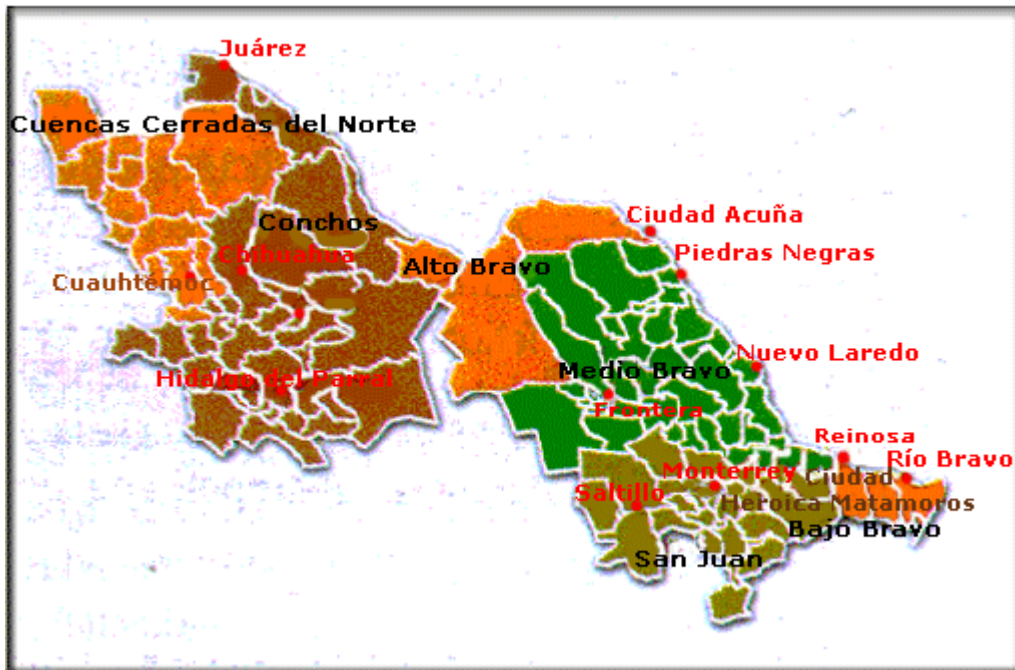 Juárez
Cuencas Cerradas del Norte
Conchos
Ciudad Acuña
Chihuahua
Piedras Negras
Alto Bravo
Cuauhtémoc
Nuevo Laredo
Medio Bravo
Hidalgo del Parral
Frontera
Reinosa
Río Bravo
Monterrey
Ciudad
Saltillo
Heroica Matamoros
Bajo Bravo
San Juan